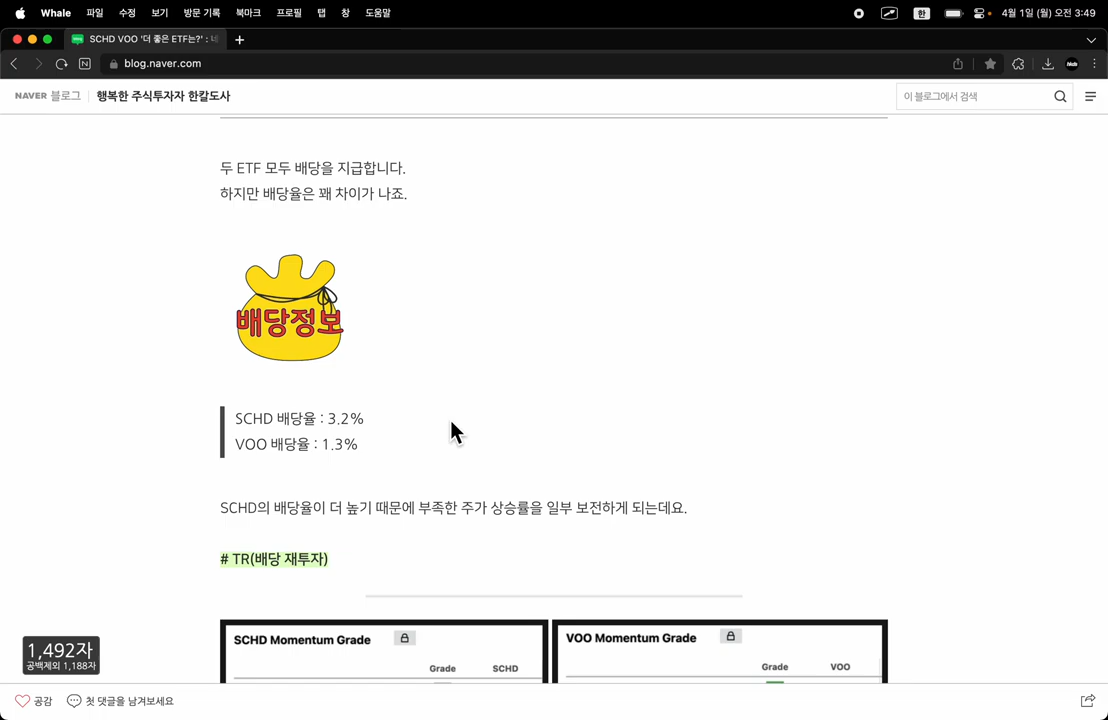 Whale 파일 수정 보기 방문 기록 북마크 프로필 탭 창 도움말 한 4월 1일 (월) 오전 3:49
SCHD VOO '더 좋은 ETF는?' : 네
blog.naver.com
NAVER 블로그 행복한 주식투자자 한칼도사 이 블로그에서 검색
두 ETF 모두 배당을 지급합니다.
하지만 배당율은 꽤 차이가 나죠.
배당정보
SCHD 배당율 : 3.2%
VOO 배당율 : 1.3%
SCHD의 배당율이 더 높기 때문에 부족한 주가 상승률을 일부 보전하게 되는데요.
# TR(배당 재투자)
SCHD Momentum Grade
Grade SCHD
VOO Momentum Grade
Grade VOO
1,492자
공백제외 1,188자
공감 첫 댓글을 남겨보세요